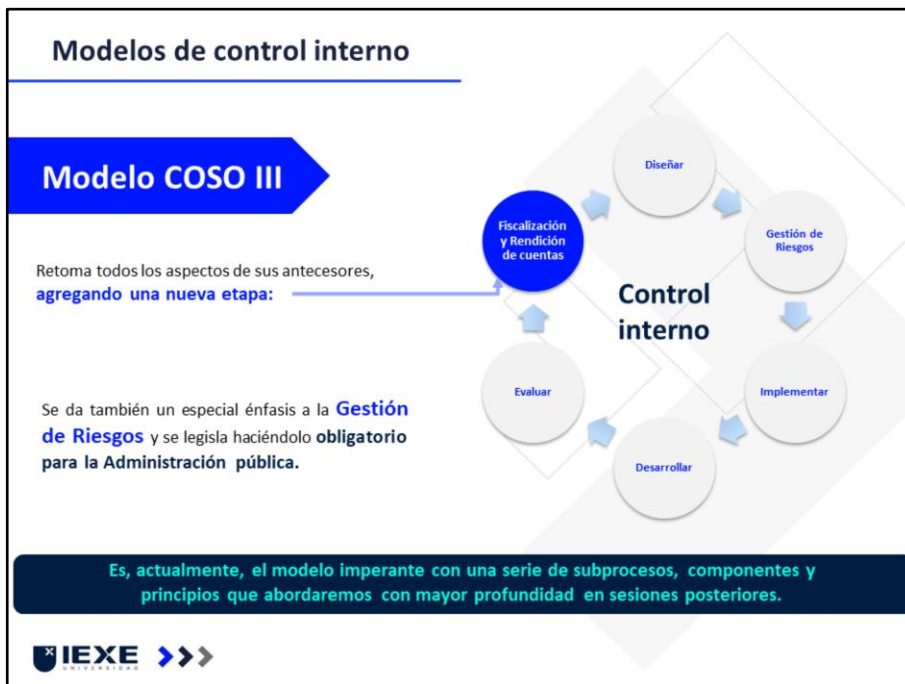 Modelos de control interno
Modelo COSO III
Retoma todos los aspectos de sus antecesores,
agregando una nueva etapa:
Se da también un especial énfasis a la Gestión
de Riesgos y se legisla haciéndolo obligatorio
para la Administración pública.
Diseñar
Gestión de
Riesgos
Implementar
Desarrollar
Evaluar
Fiscalización
y Rendición
de cuentas
Control
interno
Es, actualmente, el modelo imperante con una serie de subprocesos, componentes y
principios que abordaremos con mayor profundidad en sesiones posteriores.
IEXE
UNIVERSIDAD